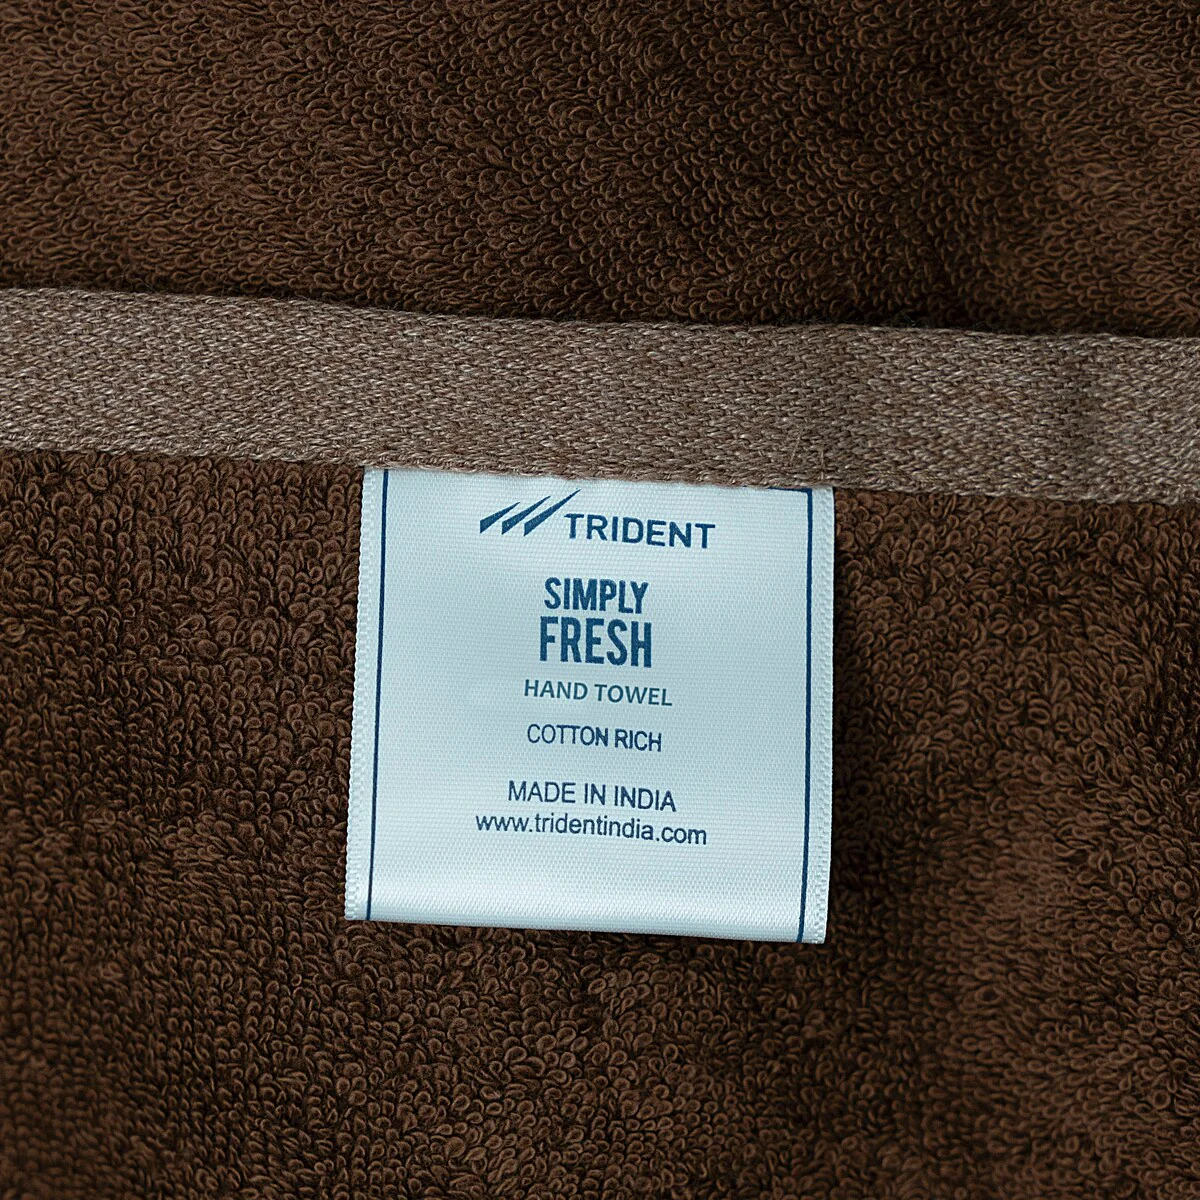 TRIDENT
SIMPLY
FRESH
HAND TOWEL
COTTON RICH
MADE IN INDIA
www.tridentindia.com